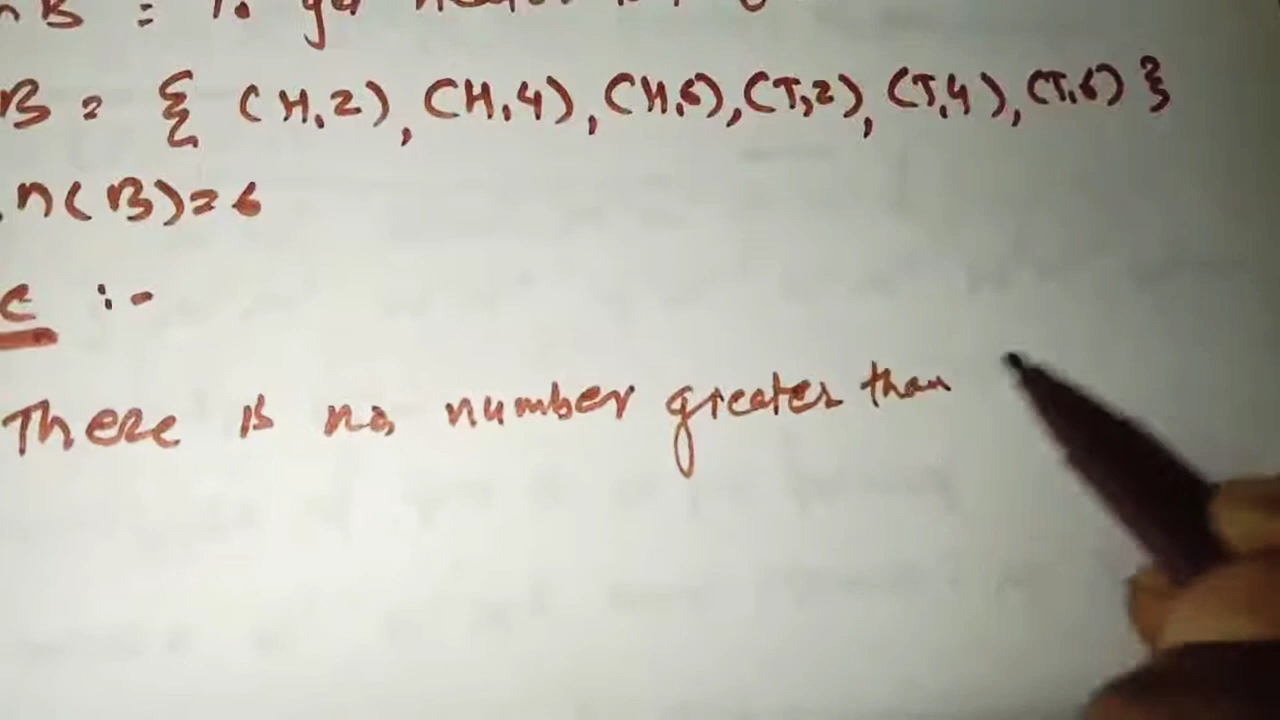 B = { (H,2), (H,4), (H,6), (T,2), (T,4), (T,6) }
n(B)=6
C :-
There is no number greater than